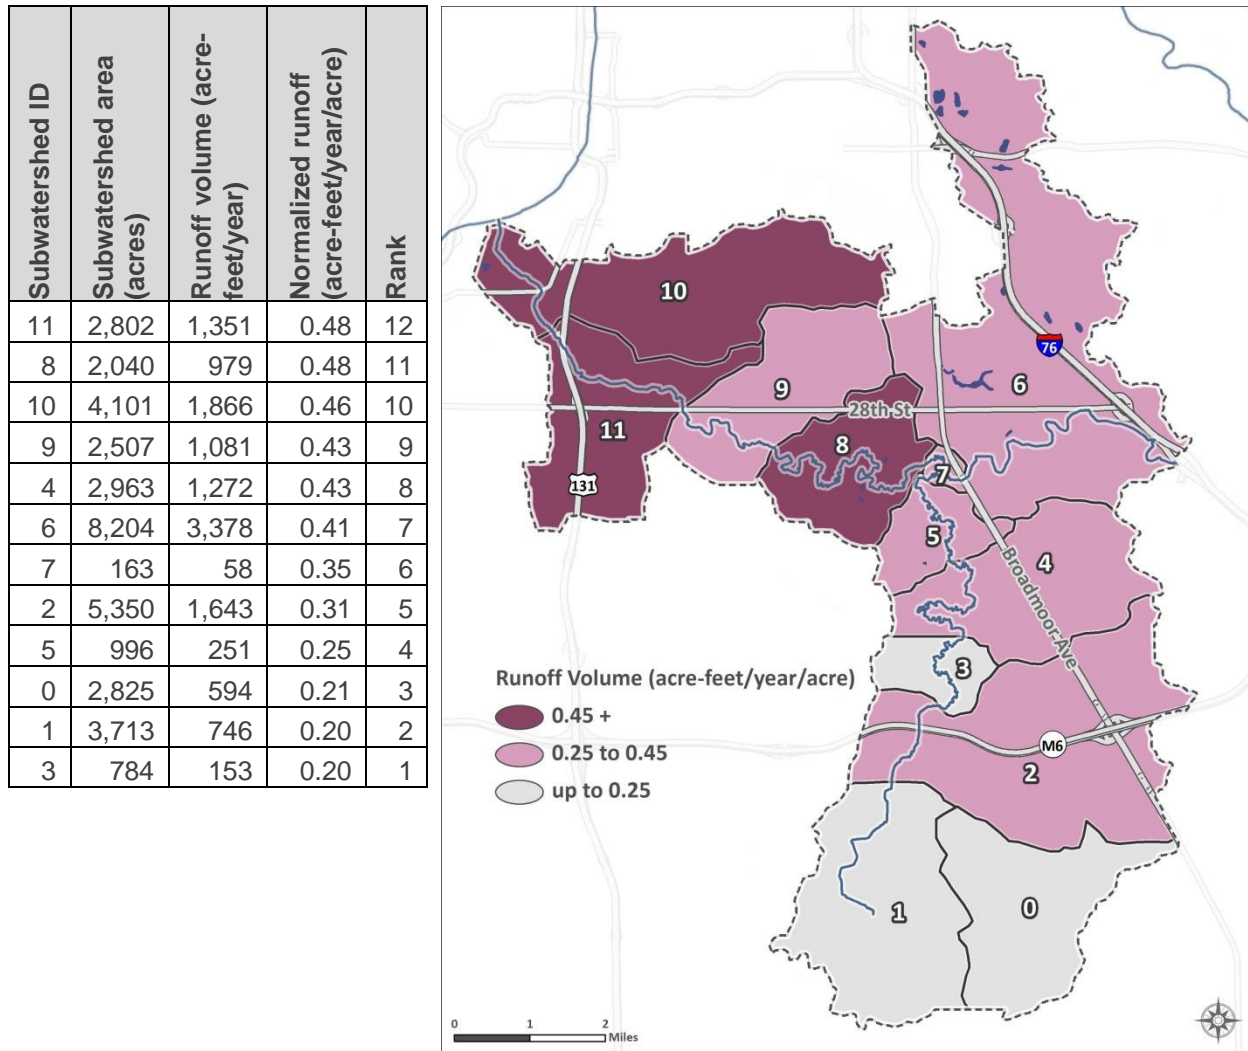 Subwatershed ID
Subwatershed area
(acres)
Runoff volume (acre-
feet/year)
Normalized runoff
(acre-feet/year/acre)
Rank
11 2,802 1,351 0.48 12
8 2,040 979 0.48 11
10 4,101 1,866 0.46 10
9 2,507 1,081 0.43 9
4 2,963 1,272 0.43 8
6 8,204 3,378 0.41 7
7 163 58 0.35 6
2 5,350 1,643 0.31 5
5 996 251 0.25 4
0 2,825 594 0.21 3
1 3,713 746 0.20 2
3 784 153 0.20 1
10
76
9
6
28th St
11
8
7
131
5
4
Broadmoor Ave
3
Runoff Volume (acre-feet/year/acre)
0.45 +
0.25 to 0.45
up to 0.25
M6
2
1
0
0 1 2
Miles